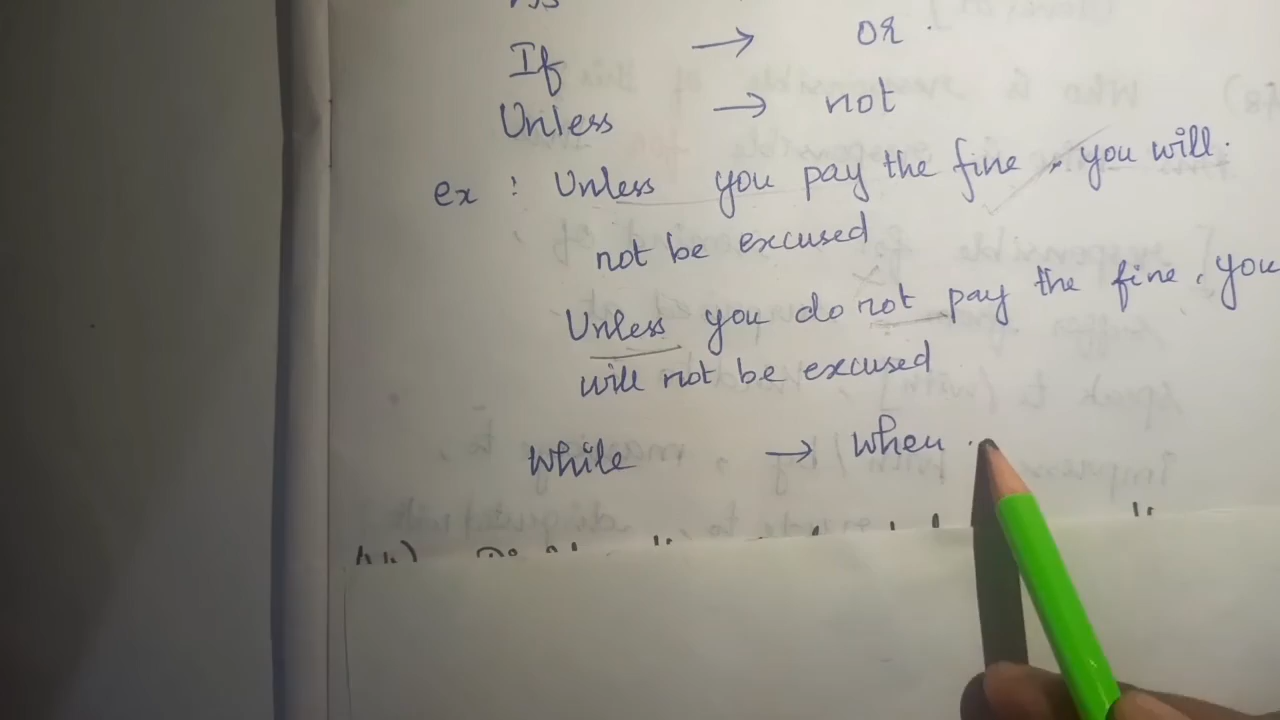 If → or .
Unless → not
ex : Unless you pay the fine, you will.
not be excused
Unless you do not pay the fine, you
will not be excused
While → When .